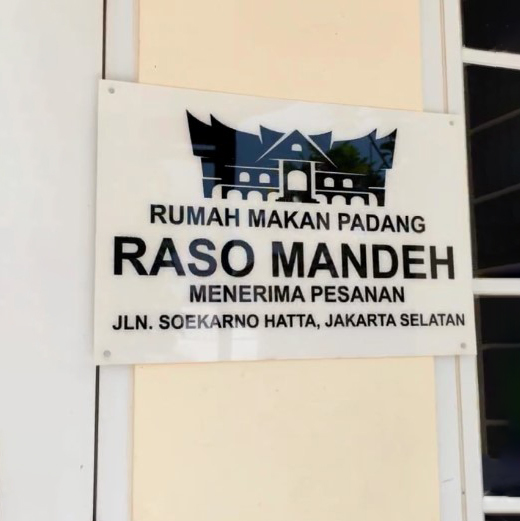 RUMAH MAKAN PADANG
RASO MANDEH
MENERIMA PESANAN
JLN. SOEKARNO HATTA, JAKARTA SELATAN